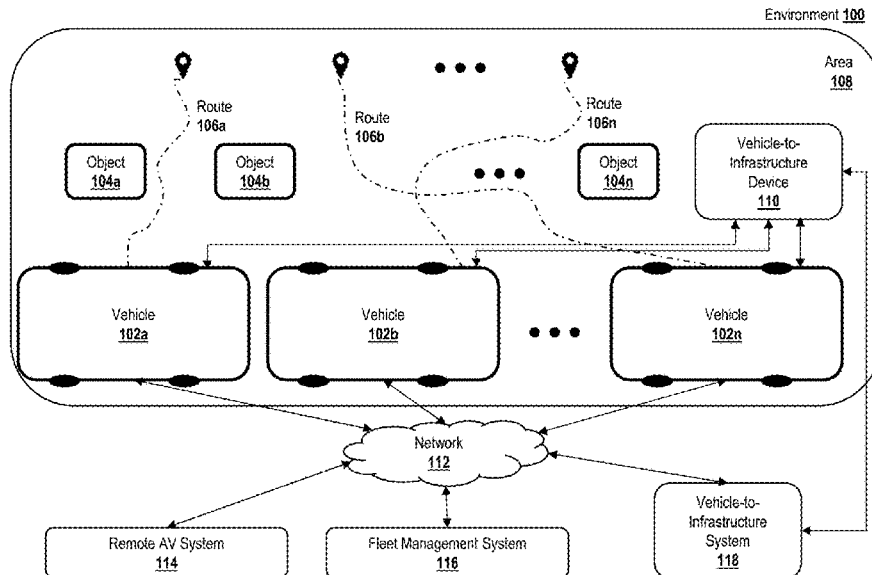 Environment 100
Area
108
Route
106a
Route
106b
Route
106n
Object
104a
Object
104b
Object
104n
Vehicle-to-
Infrastructure
Device
110
Vehicle
102a
Vehicle
102b
Vehicle
102n
Network
112
Remote AV System
114
Fleet Management System
116
Vehicle-to-
Infrastructure
System
118